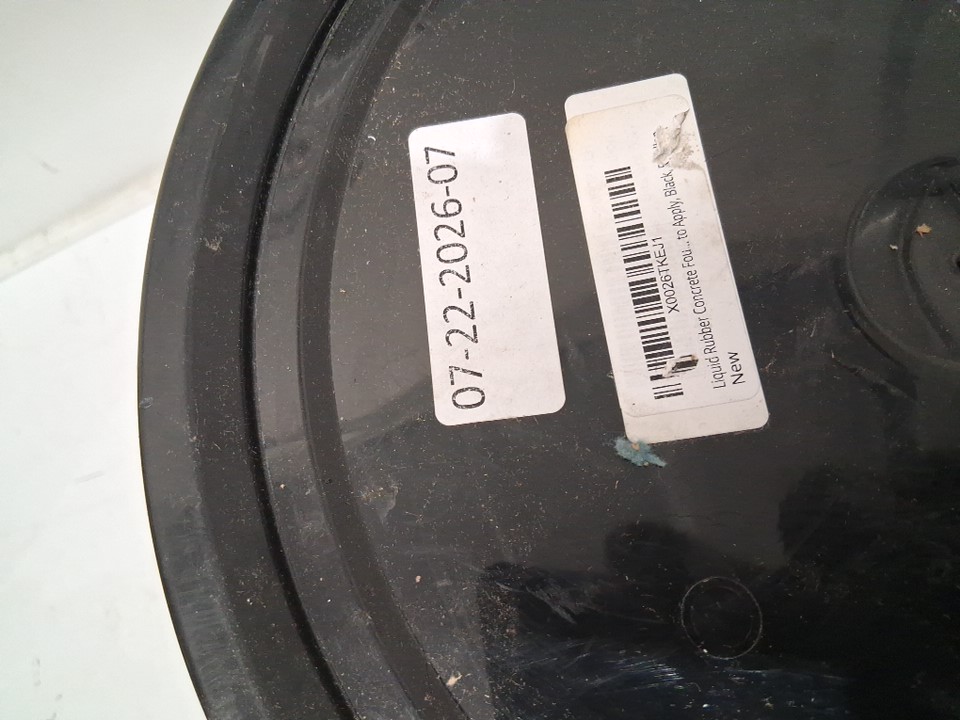 07-22-2026-07
X0026TKEJ1
Liquid Rubber Concrete Fou... to Apply, Black,
New